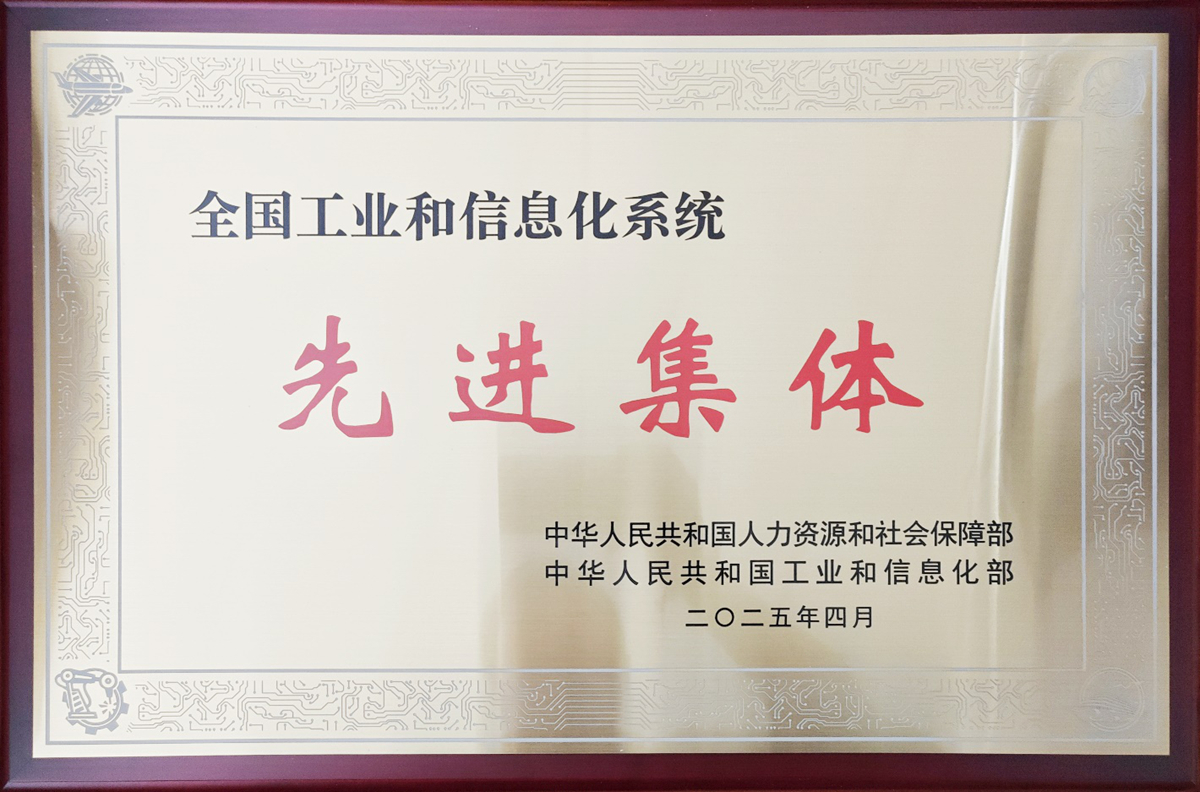 全国工业和信息化系统
先进集体
中华人民共和国人力资源和社会保障部
中华人民共和国工业和信息化部
二〇二五年四月